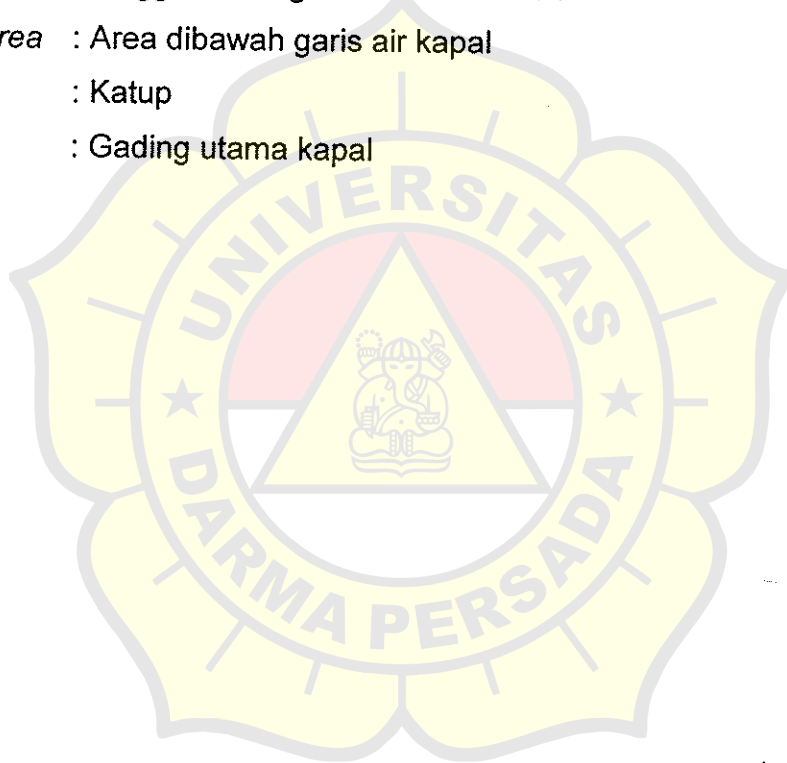 rea : Area dibawah garis air kapal
: Katup
: Gading utama kapal
UNIVERSITAS
DARMA PERSADA